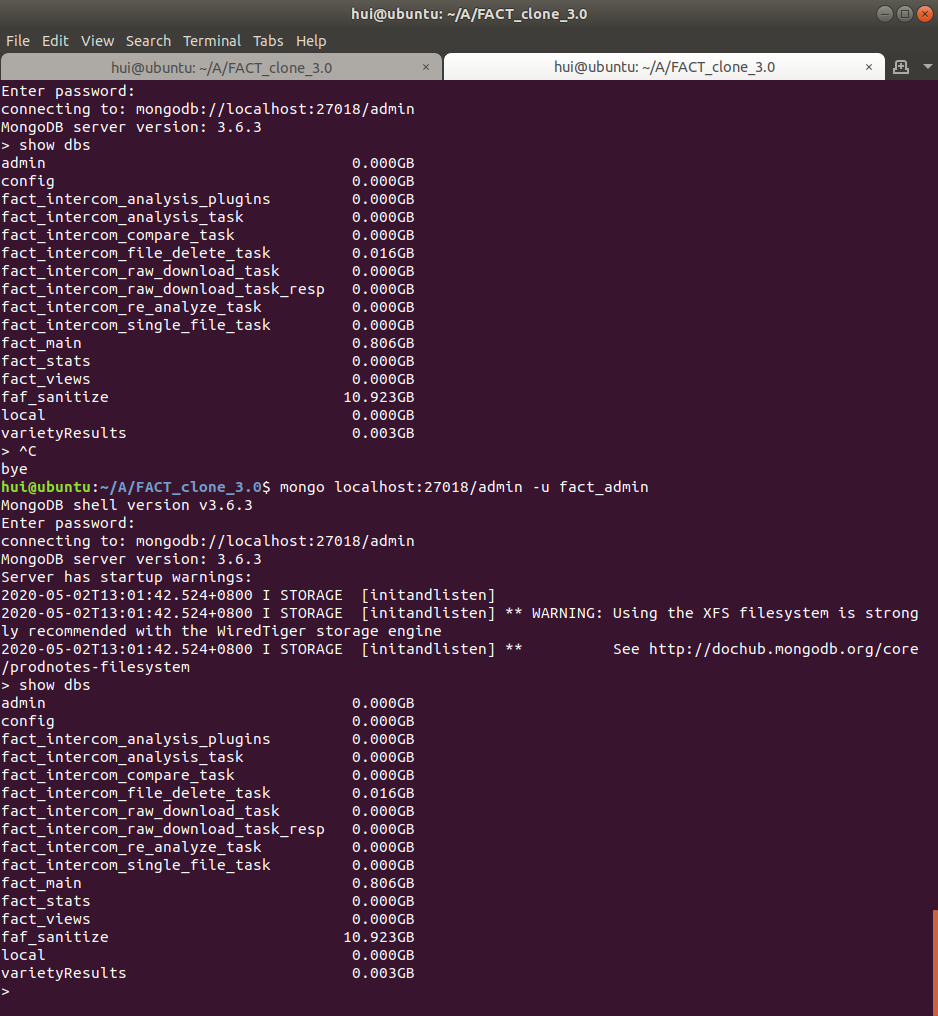 hui@ubuntu: ~/A/FACT_clone_3.0
File Edit View Search Terminal Tabs Help
hui@ubuntu: ~/A/FACT_clone_3.0 × hui@ubuntu: ~/A/FACT_clone_3.0 ×
Enter password:
connecting to: mongodb://localhost:27018/admin
MongoDB server version: 3.6.3
> show dbs
admin 0.000GB
config 0.000GB
fact_intercom_analysis_plugins 0.000GB
fact_intercom_analysis_task 0.000GB
fact_intercom_compare_task 0.000GB
fact_intercom_file_delete_task 0.016GB
fact_intercom_raw_download_task 0.000GB
fact_intercom_raw_download_task_resp 0.000GB
fact_intercom_re_analyze_task 0.000GB
fact_intercom_single_file_task 0.000GB
fact_main 0.806GB
fact_stats 0.000GB
fact_views 0.000GB
faf_sanitize 10.923GB
local 0.000GB
varietyResults 0.003GB
> ^C
bye
hui@ubuntu:~/A/FACT_clone_3.0$ mongo localhost:27018/admin -u fact_admin
MongoDB shell version v3.6.3
Enter password:
connecting to: mongodb://localhost:27018/admin
MongoDB server version: 3.6.3
Server has startup warnings:
2020-05-02T13:01:42.524+0800 I STORAGE  [initandlisten]
2020-05-02T13:01:42.524+0800 I STORAGE  [initandlisten] ** WARNING: Using the XFS filesystem is strong
ly recommended with the WiredTiger storage engine
2020-05-02T13:01:42.524+0800 I STORAGE  [initandlisten] **          See http://dochub.mongodb.org/core
/prodnotes-filesystem
> show dbs
admin 0.000GB
config 0.000GB
fact_intercom_analysis_plugins 0.000GB
fact_intercom_analysis_task 0.000GB
fact_intercom_compare_task 0.000GB
fact_intercom_file_delete_task 0.016GB
fact_intercom_raw_download_task 0.000GB
fact_intercom_raw_download_task_resp 0.000GB
fact_intercom_re_analyze_task 0.000GB
fact_intercom_single_file_task 0.000GB
fact_main 0.806GB
fact_stats 0.000GB
fact_views 0.000GB
faf_sanitize 10.923GB
local 0.000GB
varietyResults 0.003GB
>